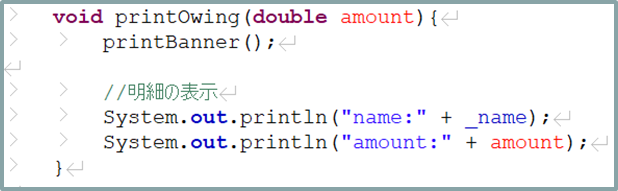 void printOwing(double amount){
printBanner();
//明細の表示
System.out.println("name:" + _name);
System.out.println("amount:" + amount);
}